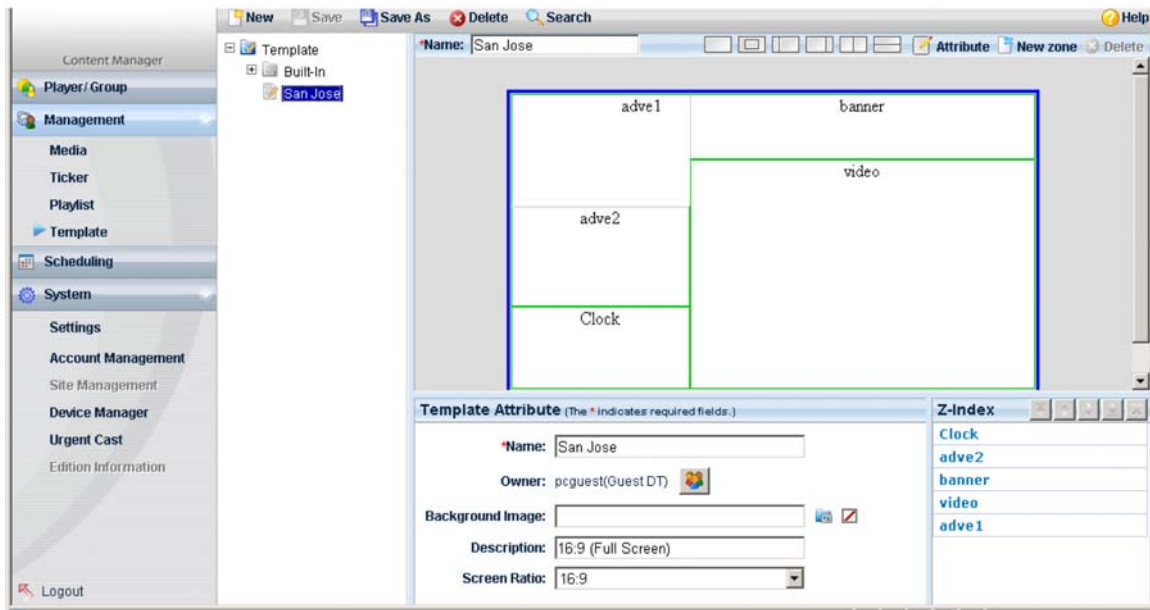 New Save Save As Delete Search Help
Content Manager
Player/Group
Management
Media
Ticker
Playlist
Template
Scheduling
System
Settings
Account Management
Site Management
Device Manager
Urgent Cast
Edition Information
Logout
Template
Built-In
San Jose
*Name: San Jose Attribute New zone Delete
adve1 banner
video
adve2
Clock
Template Attribute (The * indicates required fields.)
*Name: San Jose
Owner: pcguest(Guest DT)
Background Image:
Description: 16:9 (Full Screen)
Screen Ratio: 16:9
Z-Index
Clock
adve2
banner
video
adve1